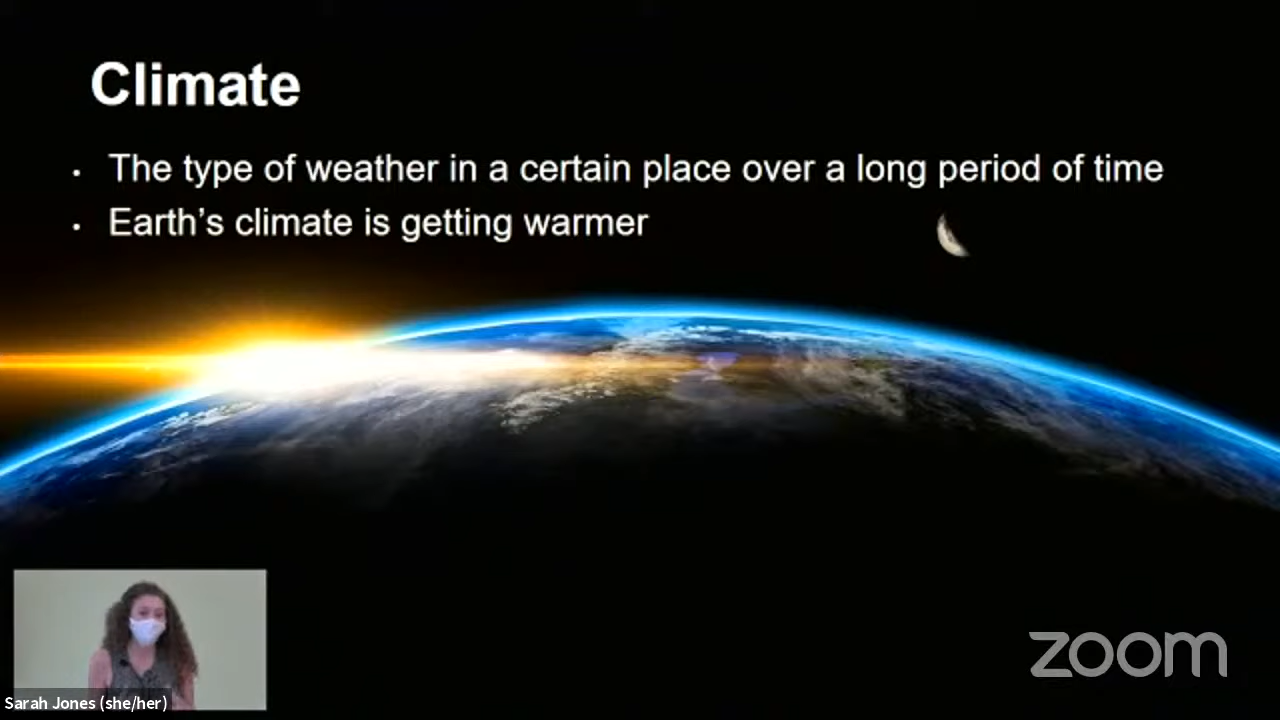 Climate
• The type of weather in a certain place over a long period of time
• Earth’s climate is getting warmer
Sarah Jones (she/her)
zoom